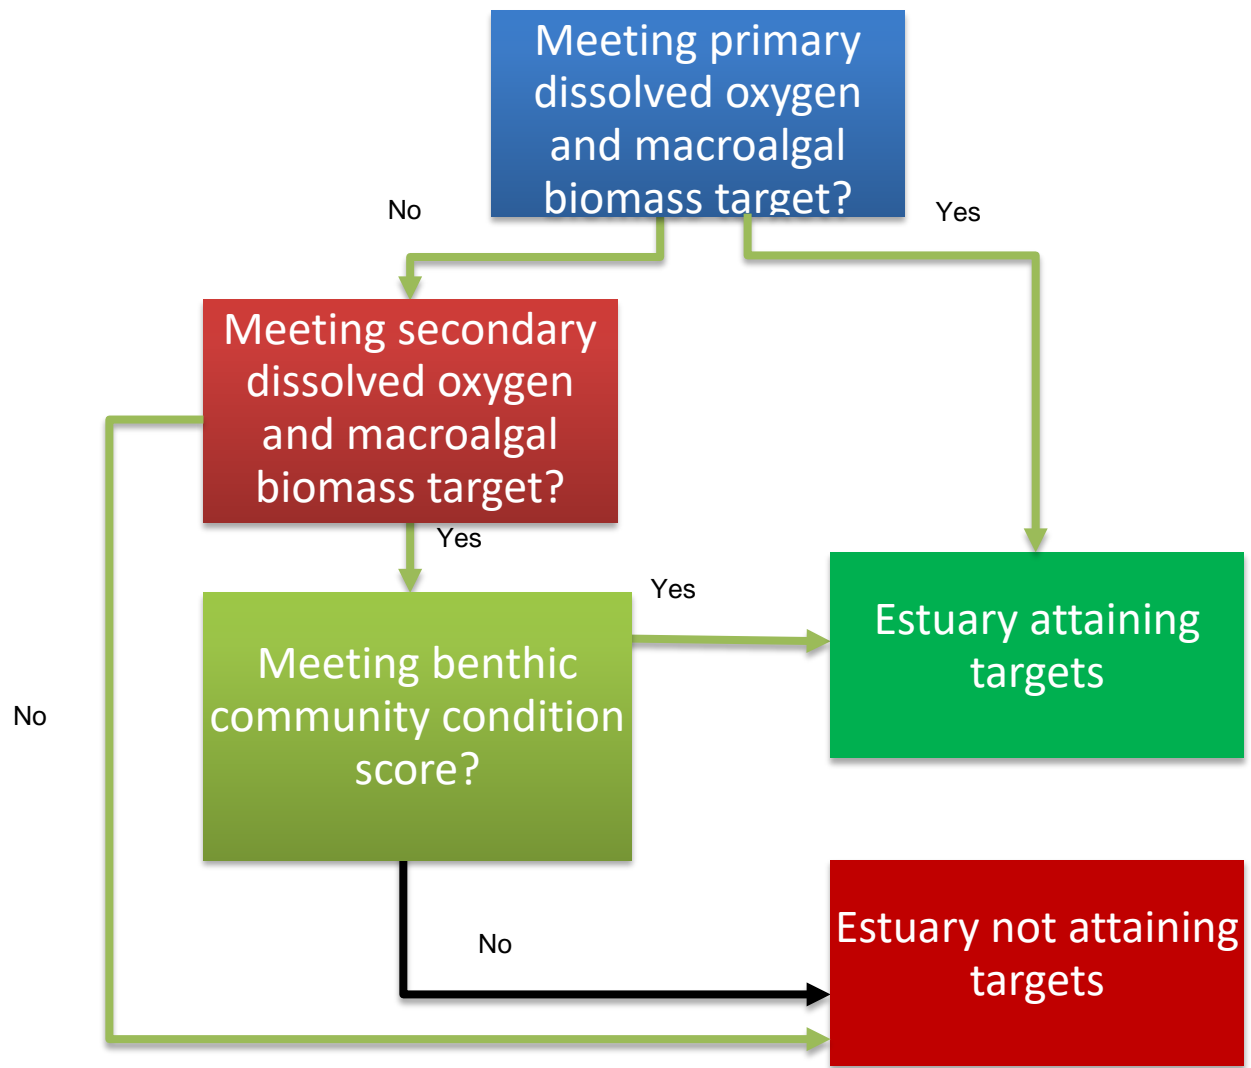 Meeting primary
dissolved oxygen
and macroalgal
biomass target?
No
Yes
Meeting secondary
dissolved oxygen
and macroalgal
biomass target?
Yes
Yes
Meeting benthic
community condition
score?
Estuary attaining
targets
No
No
Estuary not attaining
targets